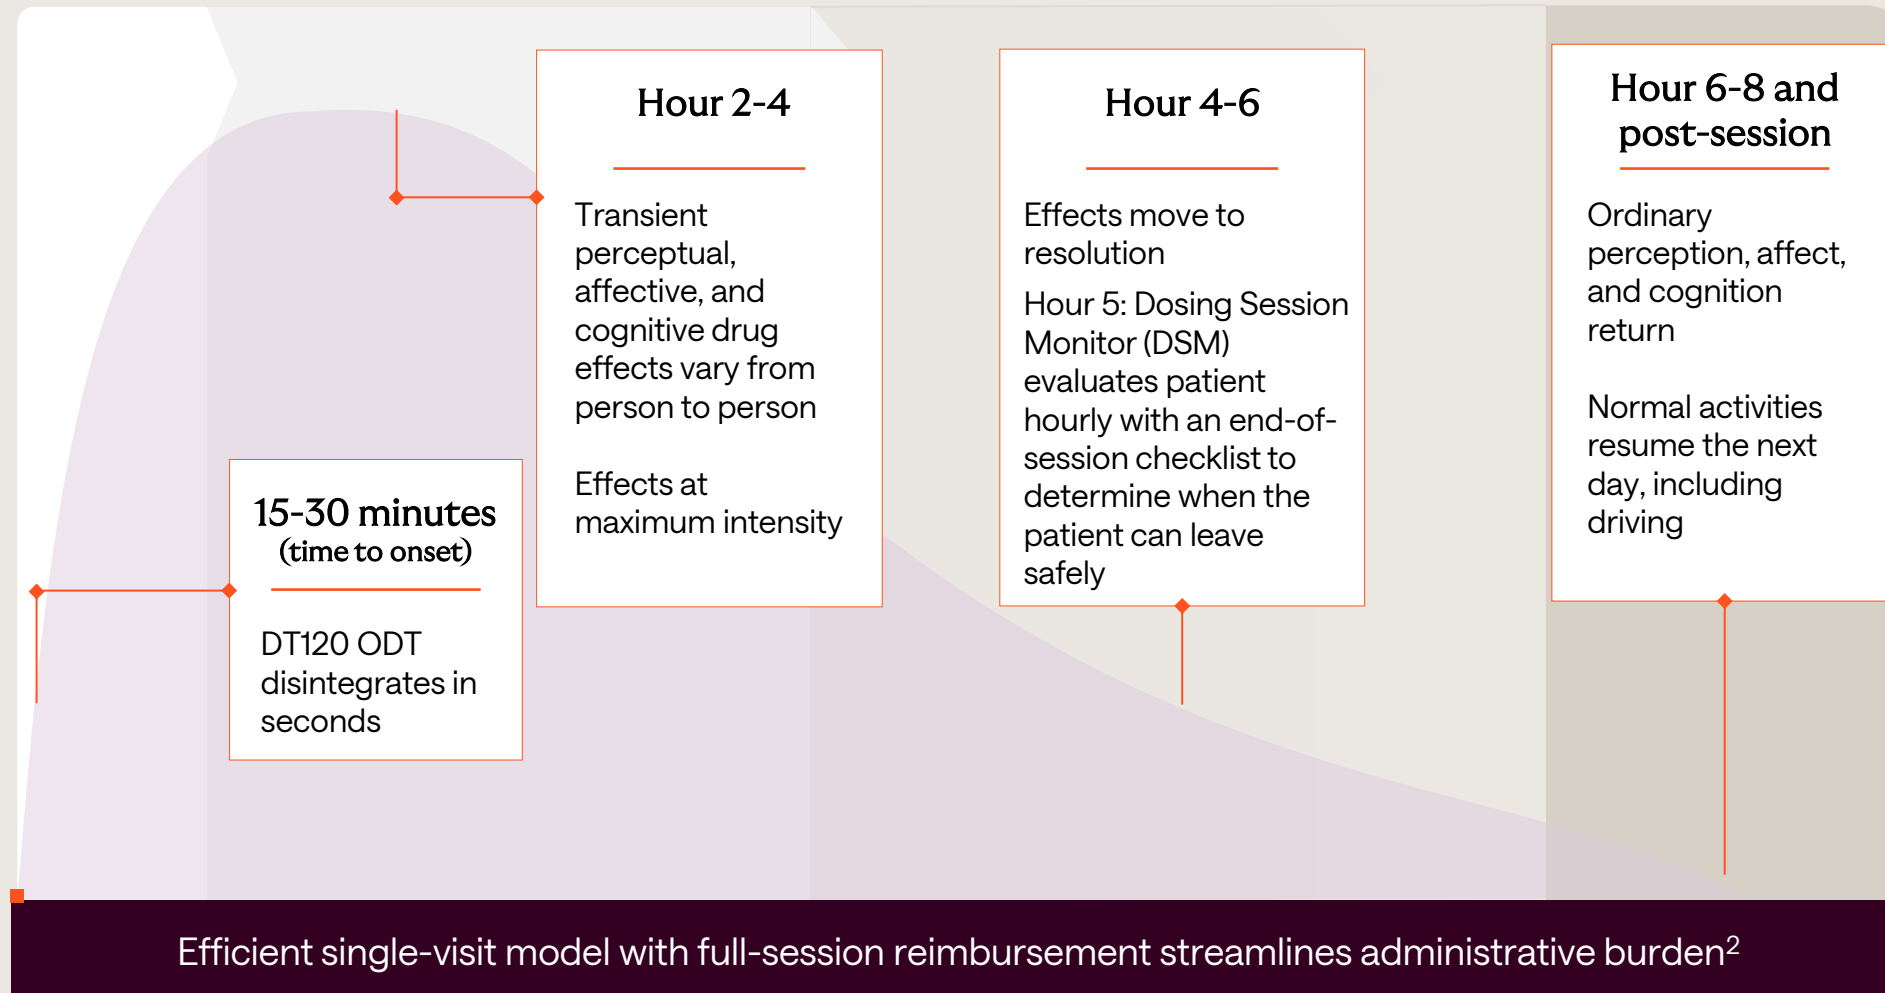 15-30 minutes
(time to onset)
DT120 ODT
disintegrates in
seconds
Hour 2-4
Transient
perceptual,
affective, and
cognitive drug
effects vary from
person to person
Effects at
maximum intensity
Hour 4-6
Effects move to
resolution
Hour 5: Dosing Session
Monitor (DSM)
evaluates patient
hourly with an end-of-
session checklist to
determine when the
patient can leave
safely
Hour 6-8 and
post-session
Ordinary
perception, affect,
and cognition
return
Normal activities
resume the next
day, including
driving
Efficient single-visit model with full-session reimbursement streamlines administrative burden²